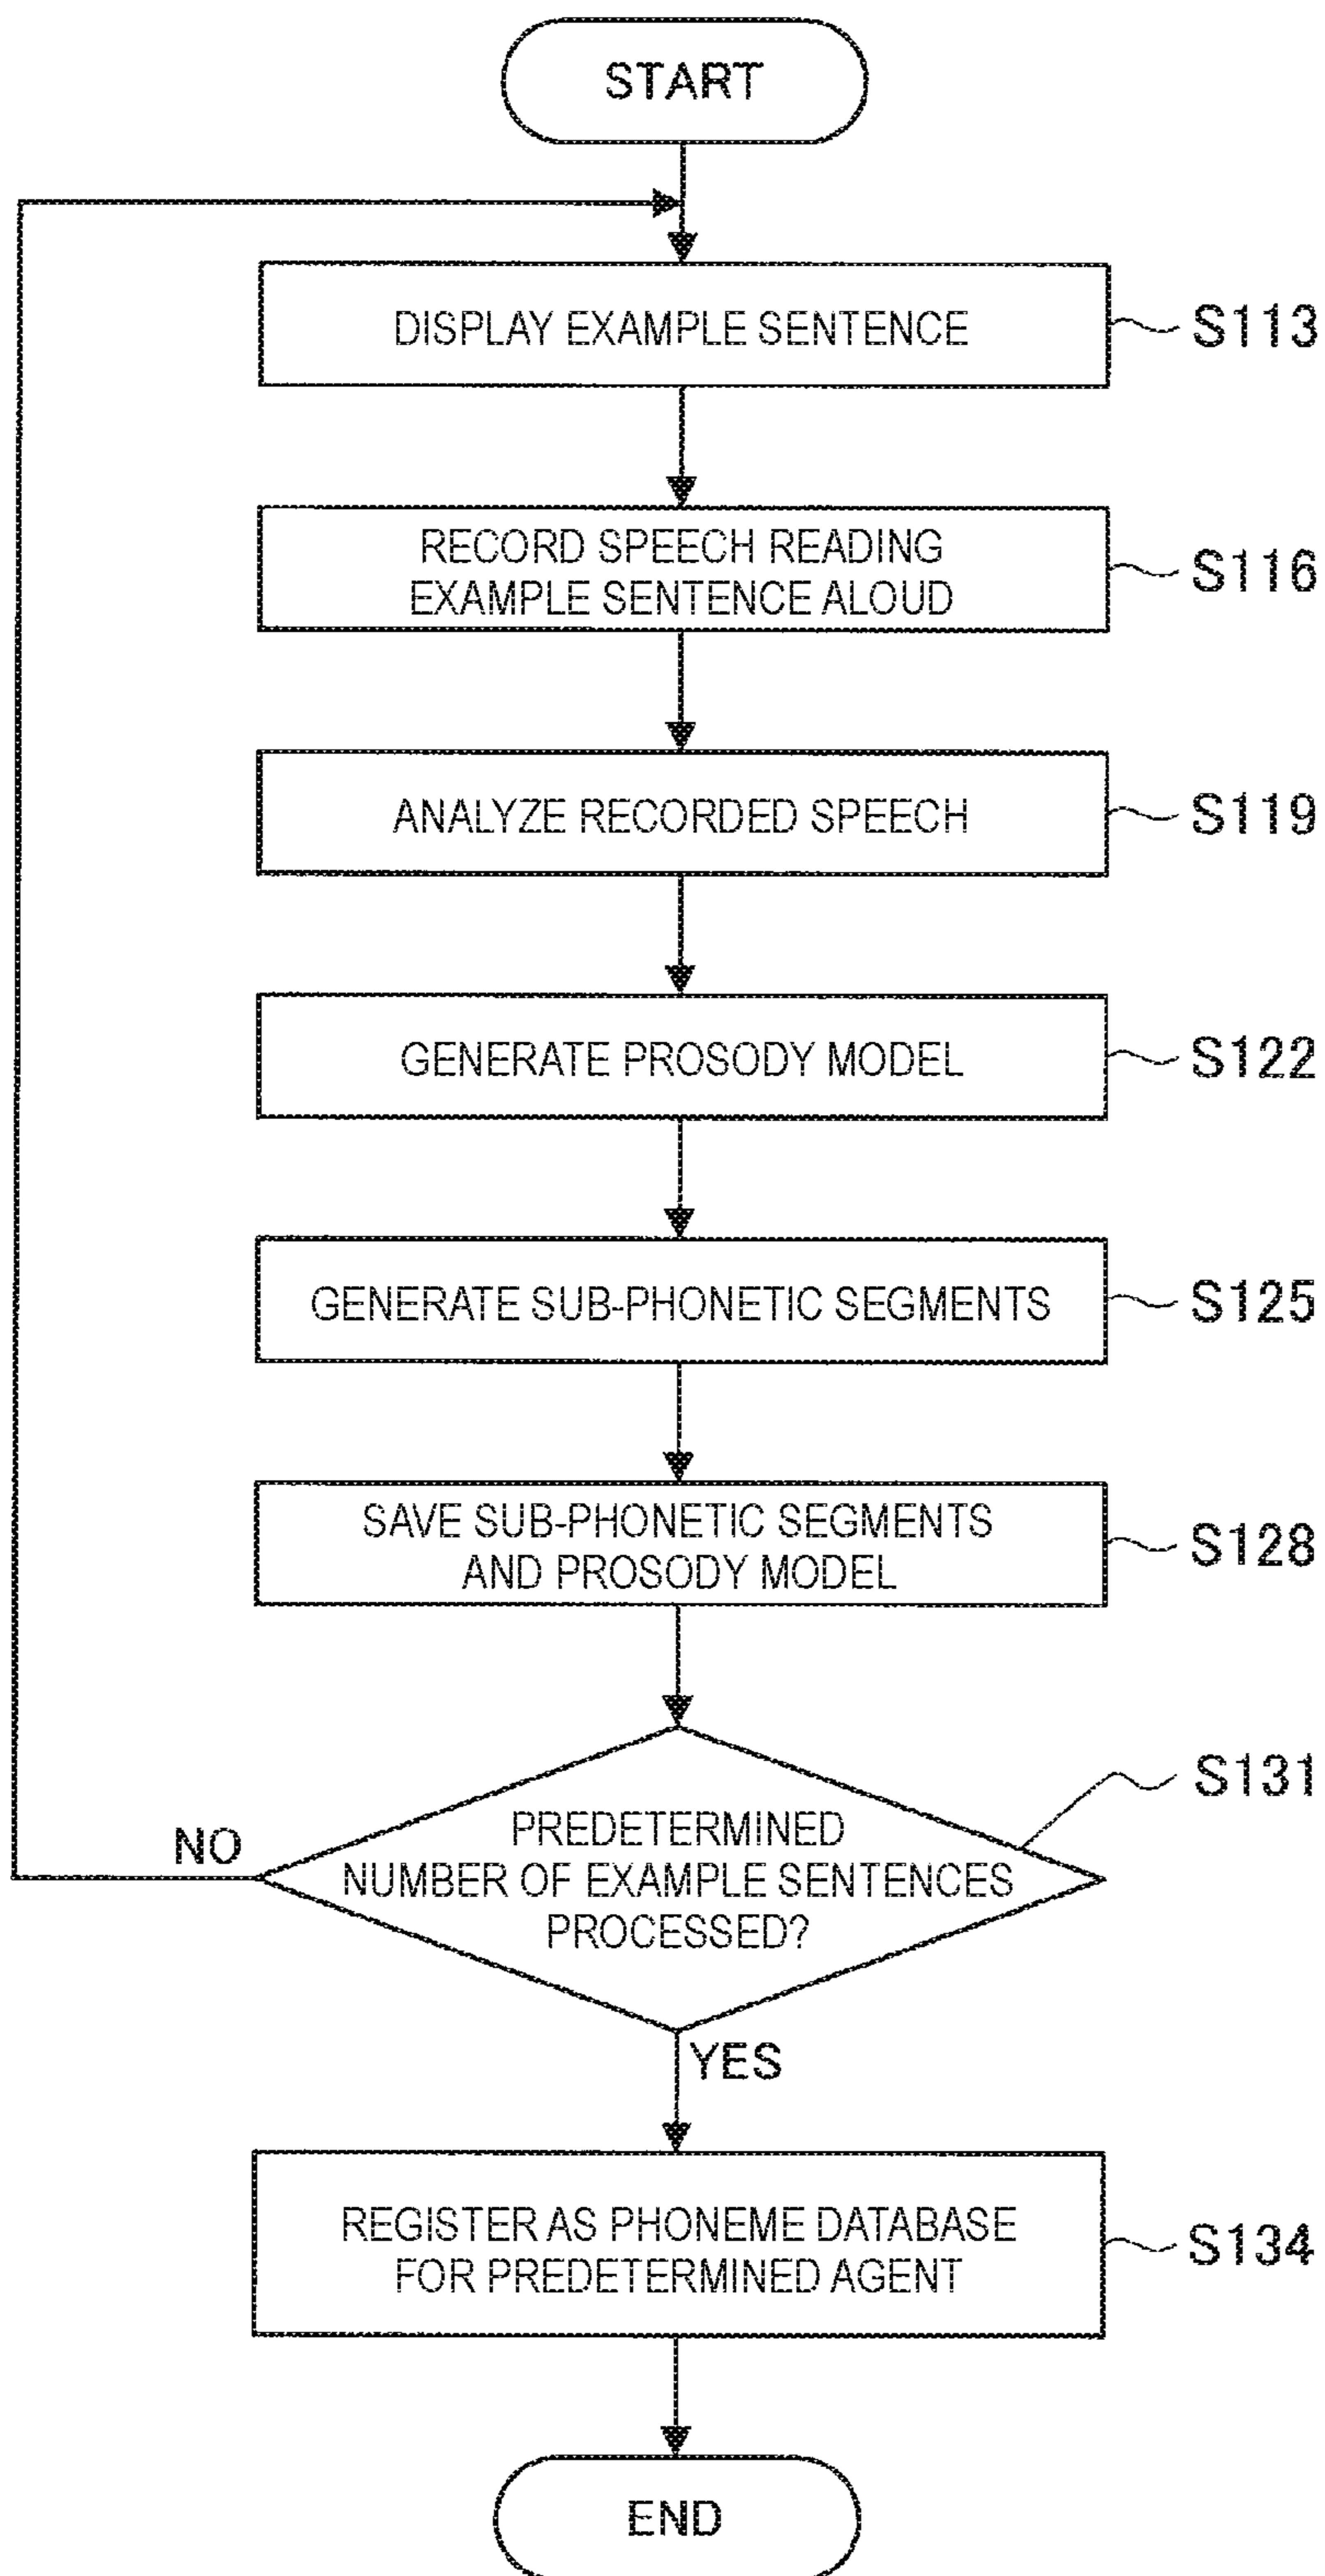 START
DISPLAY EXAMPLE SENTENCE
S113
RECORD SPEECH READING
EXAMPLE SENTENCE ALOUD
S116
ANALYZE RECORDED SPEECH
S119
GENERATE PROSODY MODEL
S122
GENERATE SUB-PHONETIC SEGMENTS
S125
SAVE SUB-PHONETIC SEGMENTS
AND PROSODY MODEL
S128
PREDETERMINED
NUMBER OF EXAMPLE SENTENCES
PROCESSED?
S131
NO
YES
REGISTER AS PHONEME DATABASE
FOR PREDETERMINED AGENT
S134
END